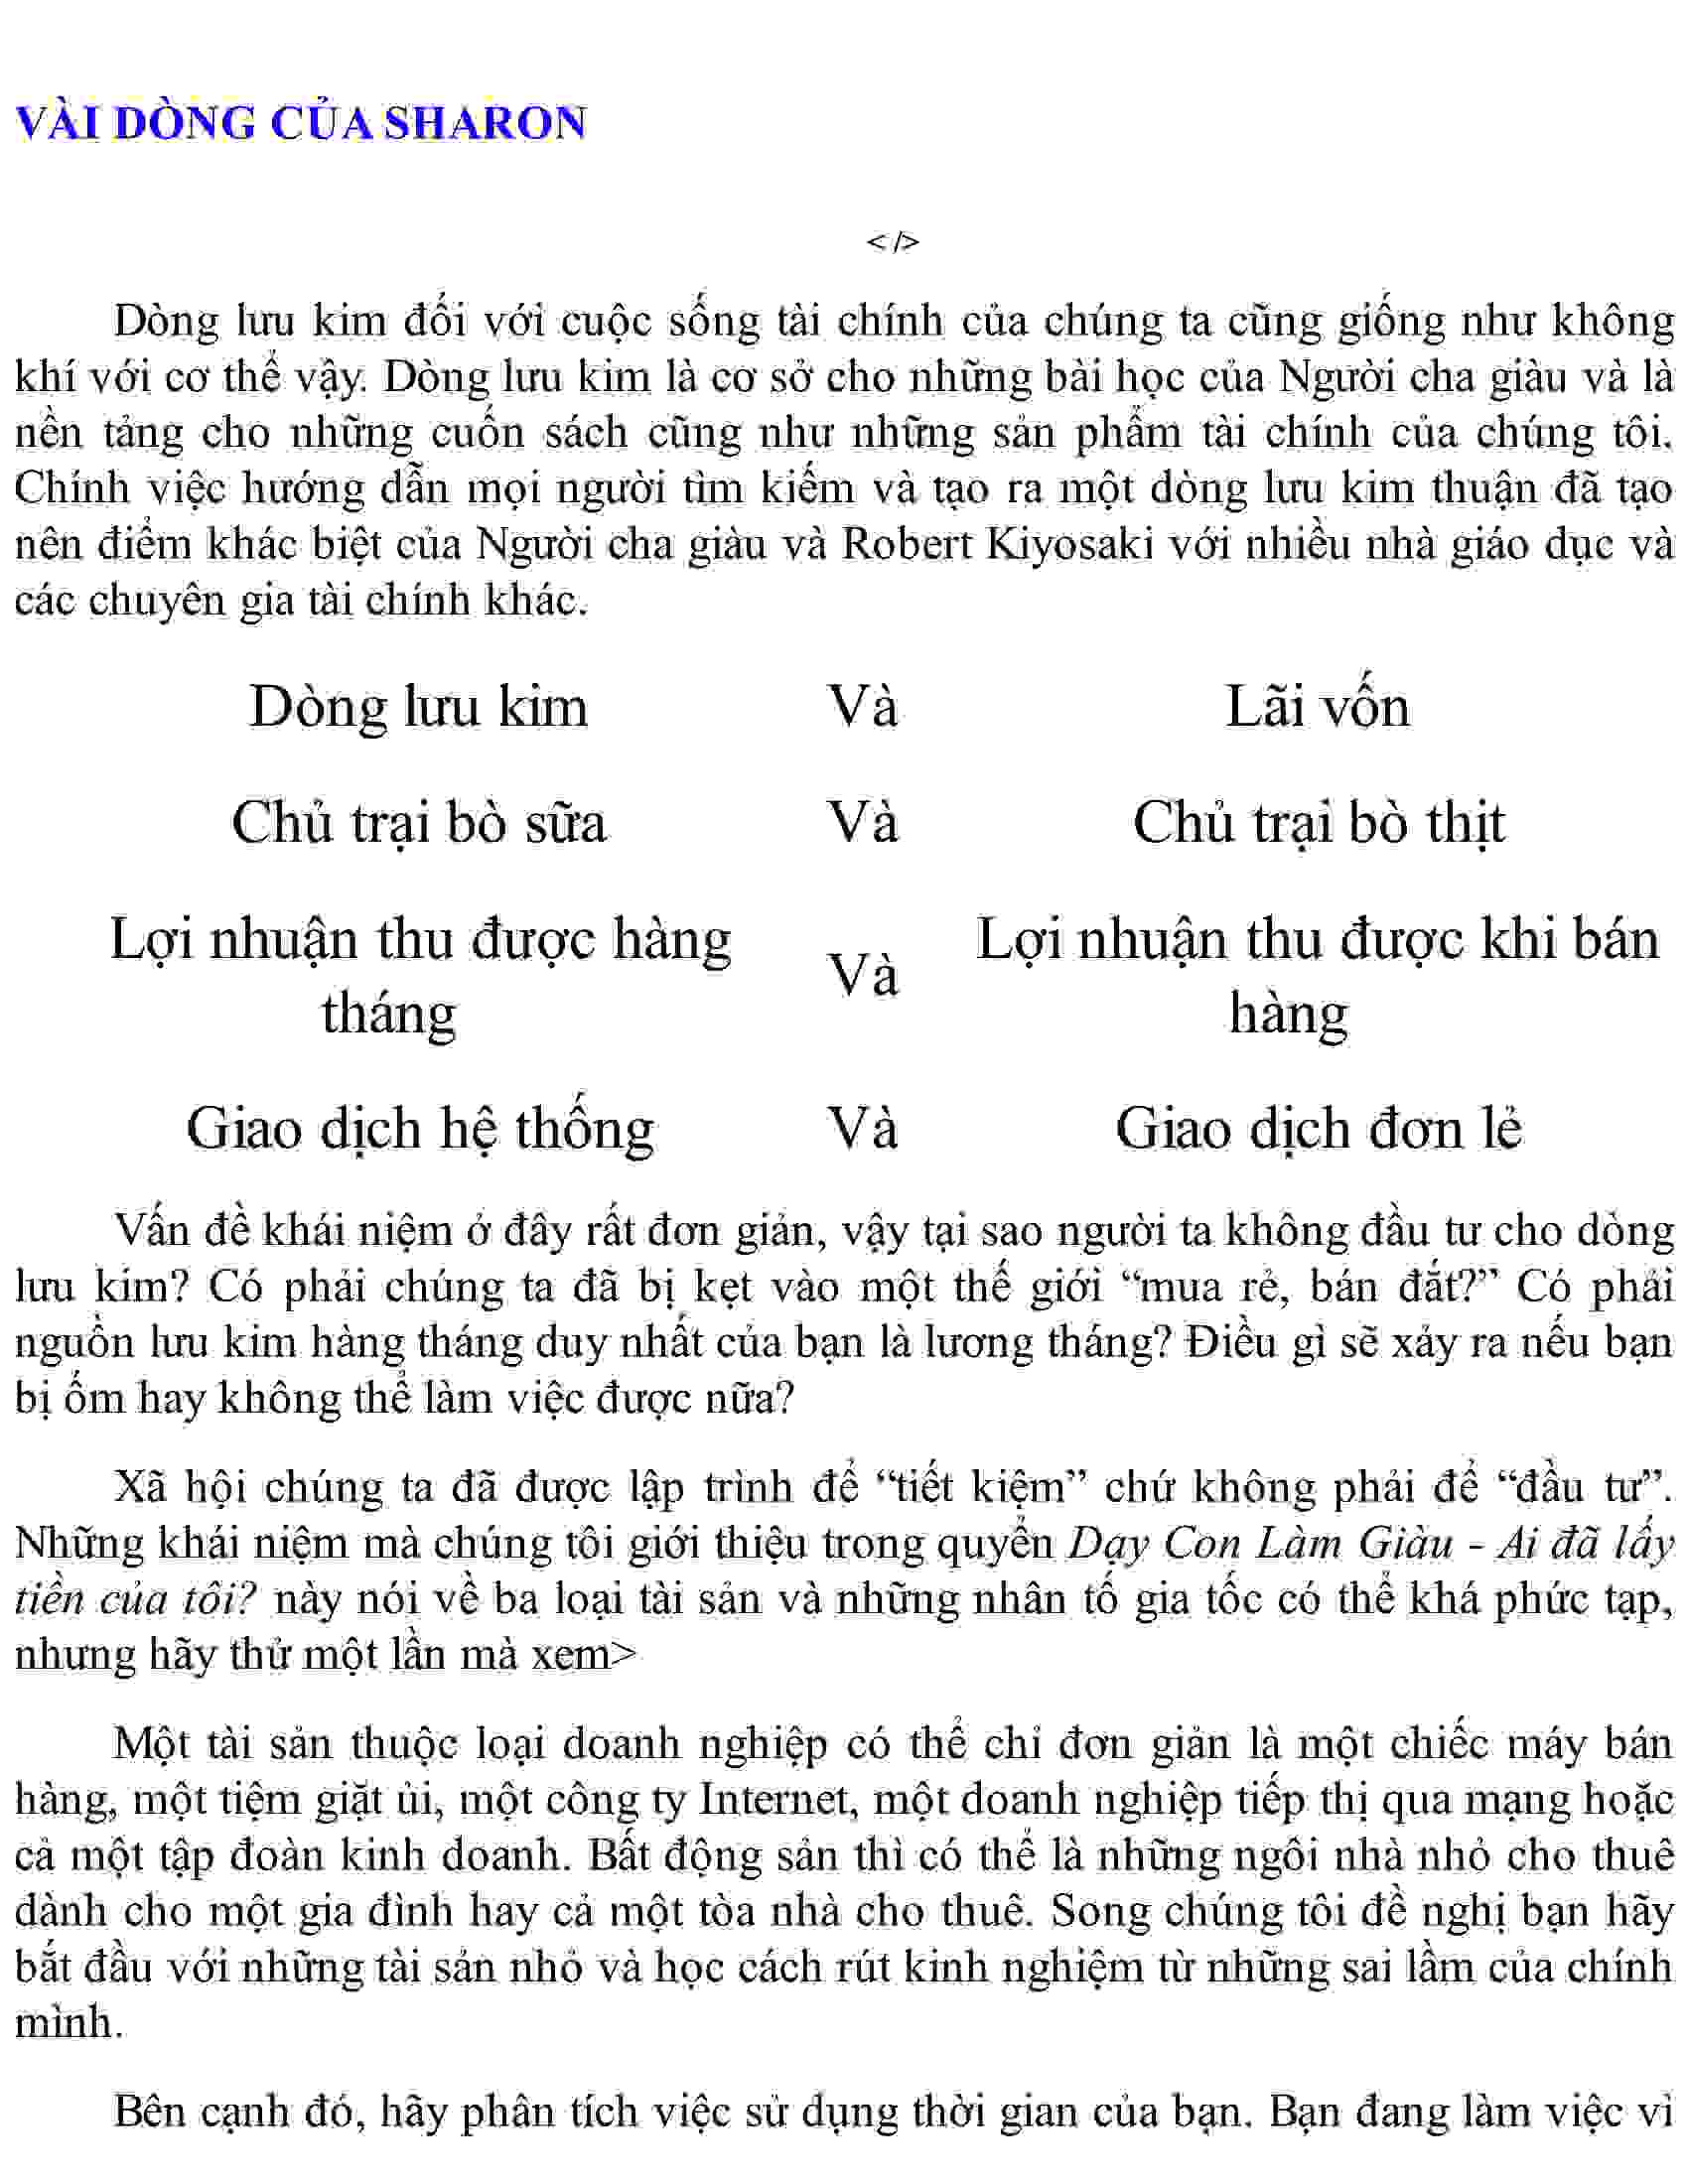 VÀI DÒNG CỦA SHARON
< />
Dòng lưu kim đối với cuộc sống tài chính của chúng ta cũng giống như không
khí với cơ thể vậy. Dòng lưu kim là cơ sở cho những bài học của Người cha giàu và là
nền tảng cho những cuốn sách cũng như những sản phẩm tài chính của chúng tôi.
Chính việc hướng dẫn mọi người tìm kiếm và tạo ra một dòng lưu kim thuận đã tạo
nên điểm khác biệt của Người cha giàu và Robert Kiyosaki với nhiều nhà giáo dục và
các chuyên gia tài chính khác.
Dòng lưu kim Và Lãi vốn
Chủ trại bò sữa Và Chủ trại bò thịt
Lợi nhuận thu được hàng
tháng
Và
Lợi nhuận thu được khi bán
hàng
Giao dịch hệ thống Và Giao dịch đơn lẻ
Vấn đề khái niệm ở đây rất đơn giản, vậy tại sao người ta không đầu tư cho dòng
lưu kim? Có phải chúng ta đã bị kẹt vào một thế giới “mua rẻ, bán đắt?” Có phải
nguồn lưu kim hàng tháng duy nhất của bạn là lương tháng? Điều gì sẽ xảy ra nếu bạn
bị ốm hay không thể làm việc được nữa?
Xã hội chúng ta đã được lập trình để “tiết kiệm” chứ không phải để “đầu tư”.
Những khái niệm mà chúng tôi giới thiệu trong quyển Dạy Con Làm Giàu - Ai đã lấy
tiền của tôi? này nói về ba loại tài sản và những nhân tố gia tốc có thể khá phức tạp,
nhưng hãy thử một lần mà xem>
Một tài sản thuộc loại doanh nghiệp có thể chỉ đơn giản là một chiếc máy bán
hàng, một tiệm giặt ủi, một công ty Internet, một doanh nghiệp tiếp thị qua mạng hoặc
cả một tập đoàn kinh doanh. Bất động sản thì có thể là những ngôi nhà nhỏ cho thuê
dành cho một gia đình hay cả một tòa nhà cho thuê. Song chúng tôi đề nghị bạn hãy
bắt đầu với những tài sản nhỏ và học cách rút kinh nghiệm từ những sai lầm của chính
mình.
Bên cạnh đó, hãy phân tích việc sử dụng thời gian của bạn. Bạn đang làm việc vì